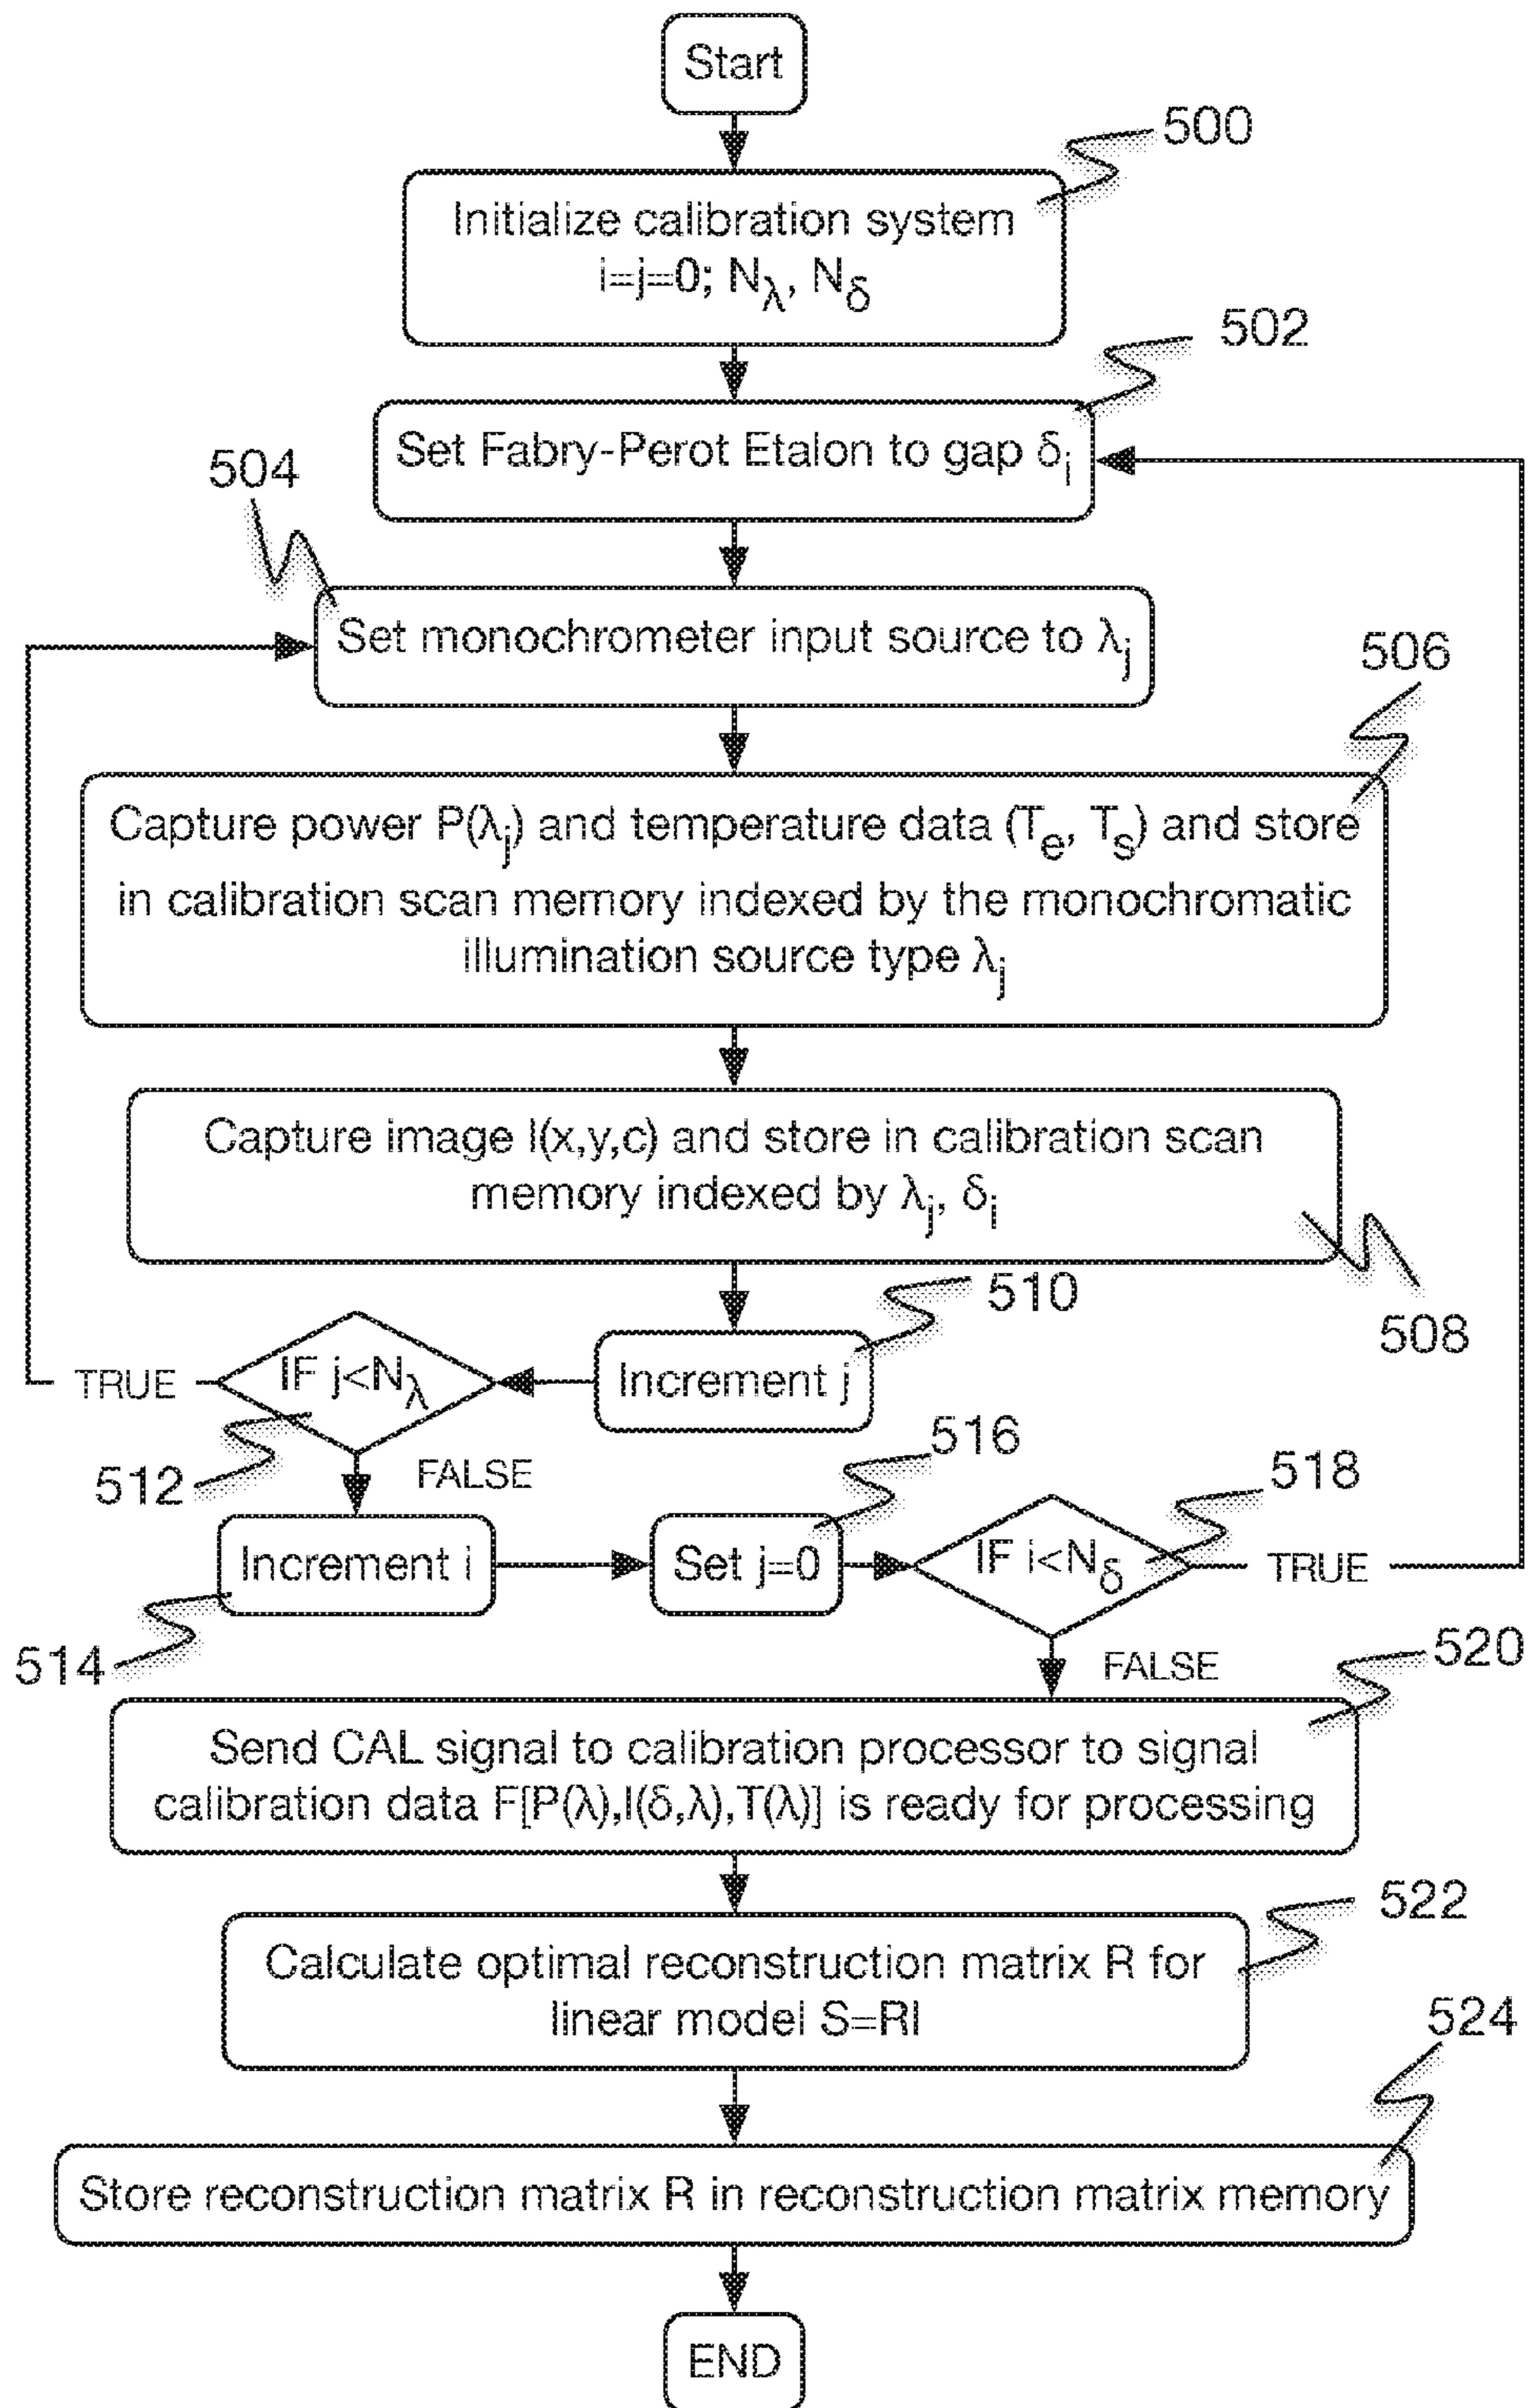 Start
500
Initialize calibration system
i=j=0; Nλ, Nδ
502
Set Fabry-Perot Etalon to gap δi
504
Set monochrometer input source to λj
506
Capture power P(λj) and temperature data (Te, Ts) and store
in calibration scan memory indexed by the monochromatic
illumination source type λj
Capture image I(x,y,c) and store in calibration scan
memory indexed by λj, δi
508
510
Increment j
IF j<Nλ
TRUE
512
FALSE
516
518
Increment i
Set j=0
IF i<Nδ
TRUE
514
FALSE
520
Send CAL signal to calibration processor to signal
calibration data F[P(λ),I(δ,λ),T(λ)] is ready for processing
522
Calculate optimal reconstruction matrix R for
linear model S=RI
524
Store reconstruction matrix R in reconstruction matrix memory
END